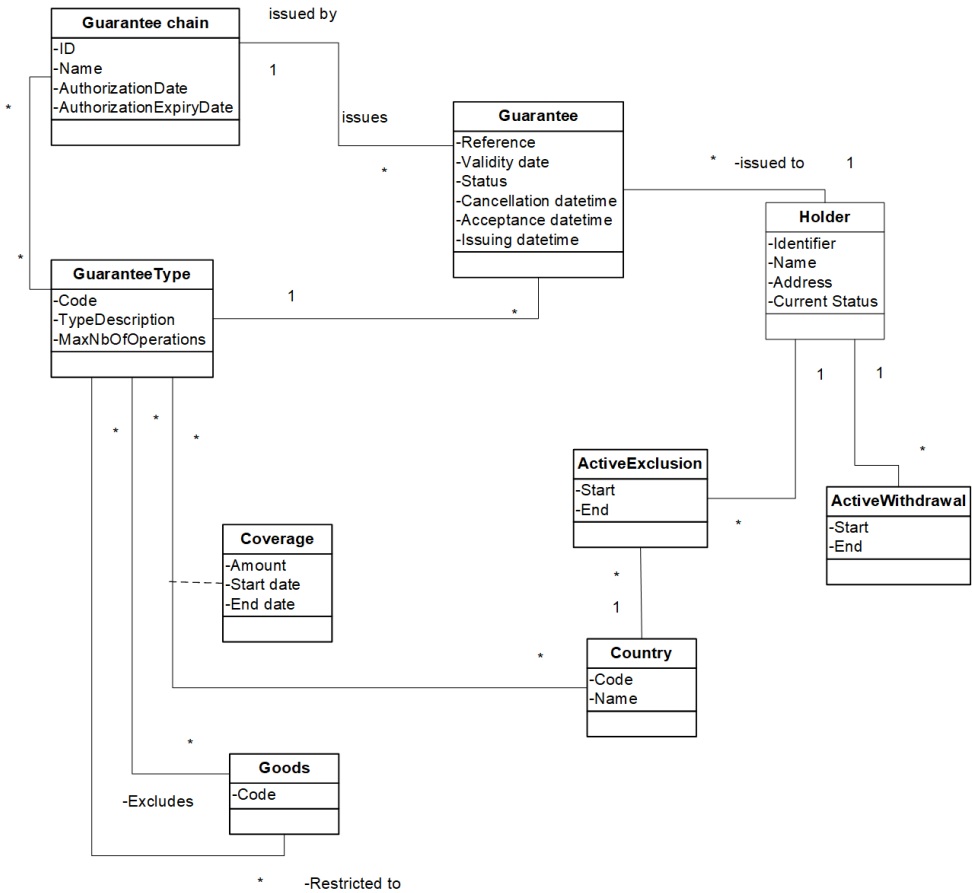 issued by
Guarantee chain
-ID
-Name
-AuthorizationDate
-AuthorizationExpiryDate
1
*
issues
*
Guarantee
-Reference
-Validity date
-Status
-Cancellation datetime
-Acceptance datetime
-Issuing datetime
* -issued to 1
Holder
-Identifier
-Name
-Address
-Current Status
*
GuaranteeType
-Code
-TypeDescription
-MaxNbOfOperations
1
*
1
1
*
*
*
*
ActiveExclusion
-Start
-End
*
ActiveWithdrawal
-Start
-End
Coverage
-Amount
-Start date
-End date
*
1
*
Country
-Code
-Name
*
Goods
-Code
-Excludes
* -Restricted to